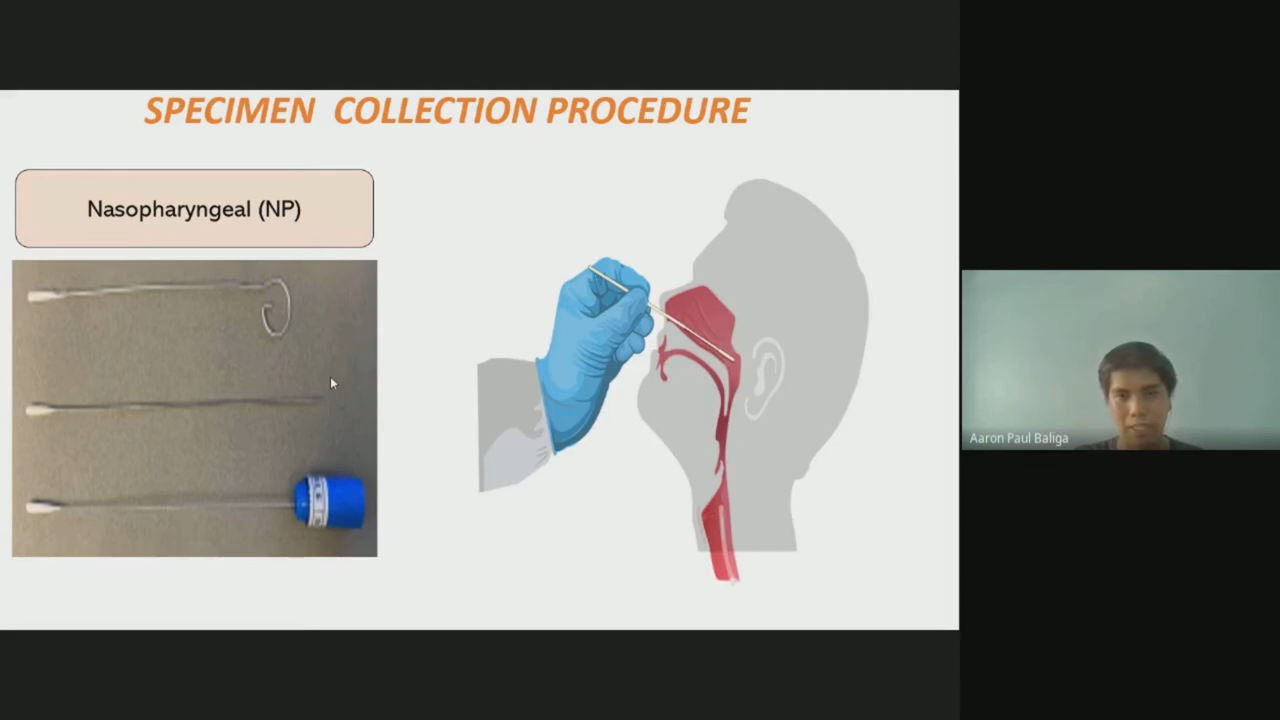 SPECIMEN COLLECTION PROCEDURE
Nasopharyngeal (NP)
Aaron Paul Baliga